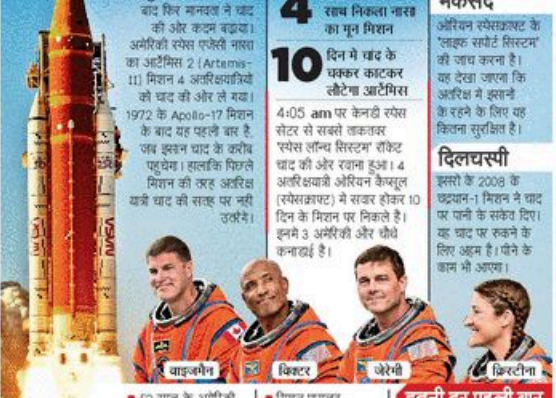 बाद फिर मानवता ने चांद
की ओर कदम बढ़ाया।
अमेरिकी स्पेस एजेंसी नासा
का आर्टेमिस 2 (Artemis-
II) मिशन 4 अंतरिक्षयात्रियों
को चांद की ओर ले गया।
1972 के Apollo-17 मिशन
के बाद यह पहली बार है,
जब इंसान चांद के करीब
पहुंचेगा। हालांकि पिछले
मिशन की तरह अंतरिक्ष
यात्री चांद की सतह पर नहीं
उतरेंगे।
4 साथ निकला नासा
का मून मिशन
10 दिन में चांद के
चक्कर काटकर
लौटेगा आर्टेमिस
4:05 am पर केनडी स्पेस
सेंटर से सबसे ताकतवर
'स्पेस लॉन्च सिस्टम' रॉकेट
चांद की ओर रवाना हुआ। 4
अंतरिक्षयात्री ओरियन कैप्सूल
(स्पेसक्राफ्ट) में सवार होकर 10
दिन के मिशन पर निकले हैं।
इनमें 3 अमेरिकी और चौथे
कनाडाई हैं।
मकसद
ओरियन स्पेसक्राफ्ट के
'लाइफ सपोर्ट सिस्टम'
की जांच करना है।
यह देखा जाएगा कि
अंतरिक्ष में इंसानों
के रहने के लिए यह
कितना सुरक्षित है।
दिलचस्पी
इसरो के 2008 के
चंद्रयान-1 मिशन ने चांद
पर पानी के संकेत दिए।
यह चांद पर रुकने के
लिए अहम है। पीने के
काम भी आएगा।
वाइजमैन
विक्टर
जेरेमी
क्रिस्टीना